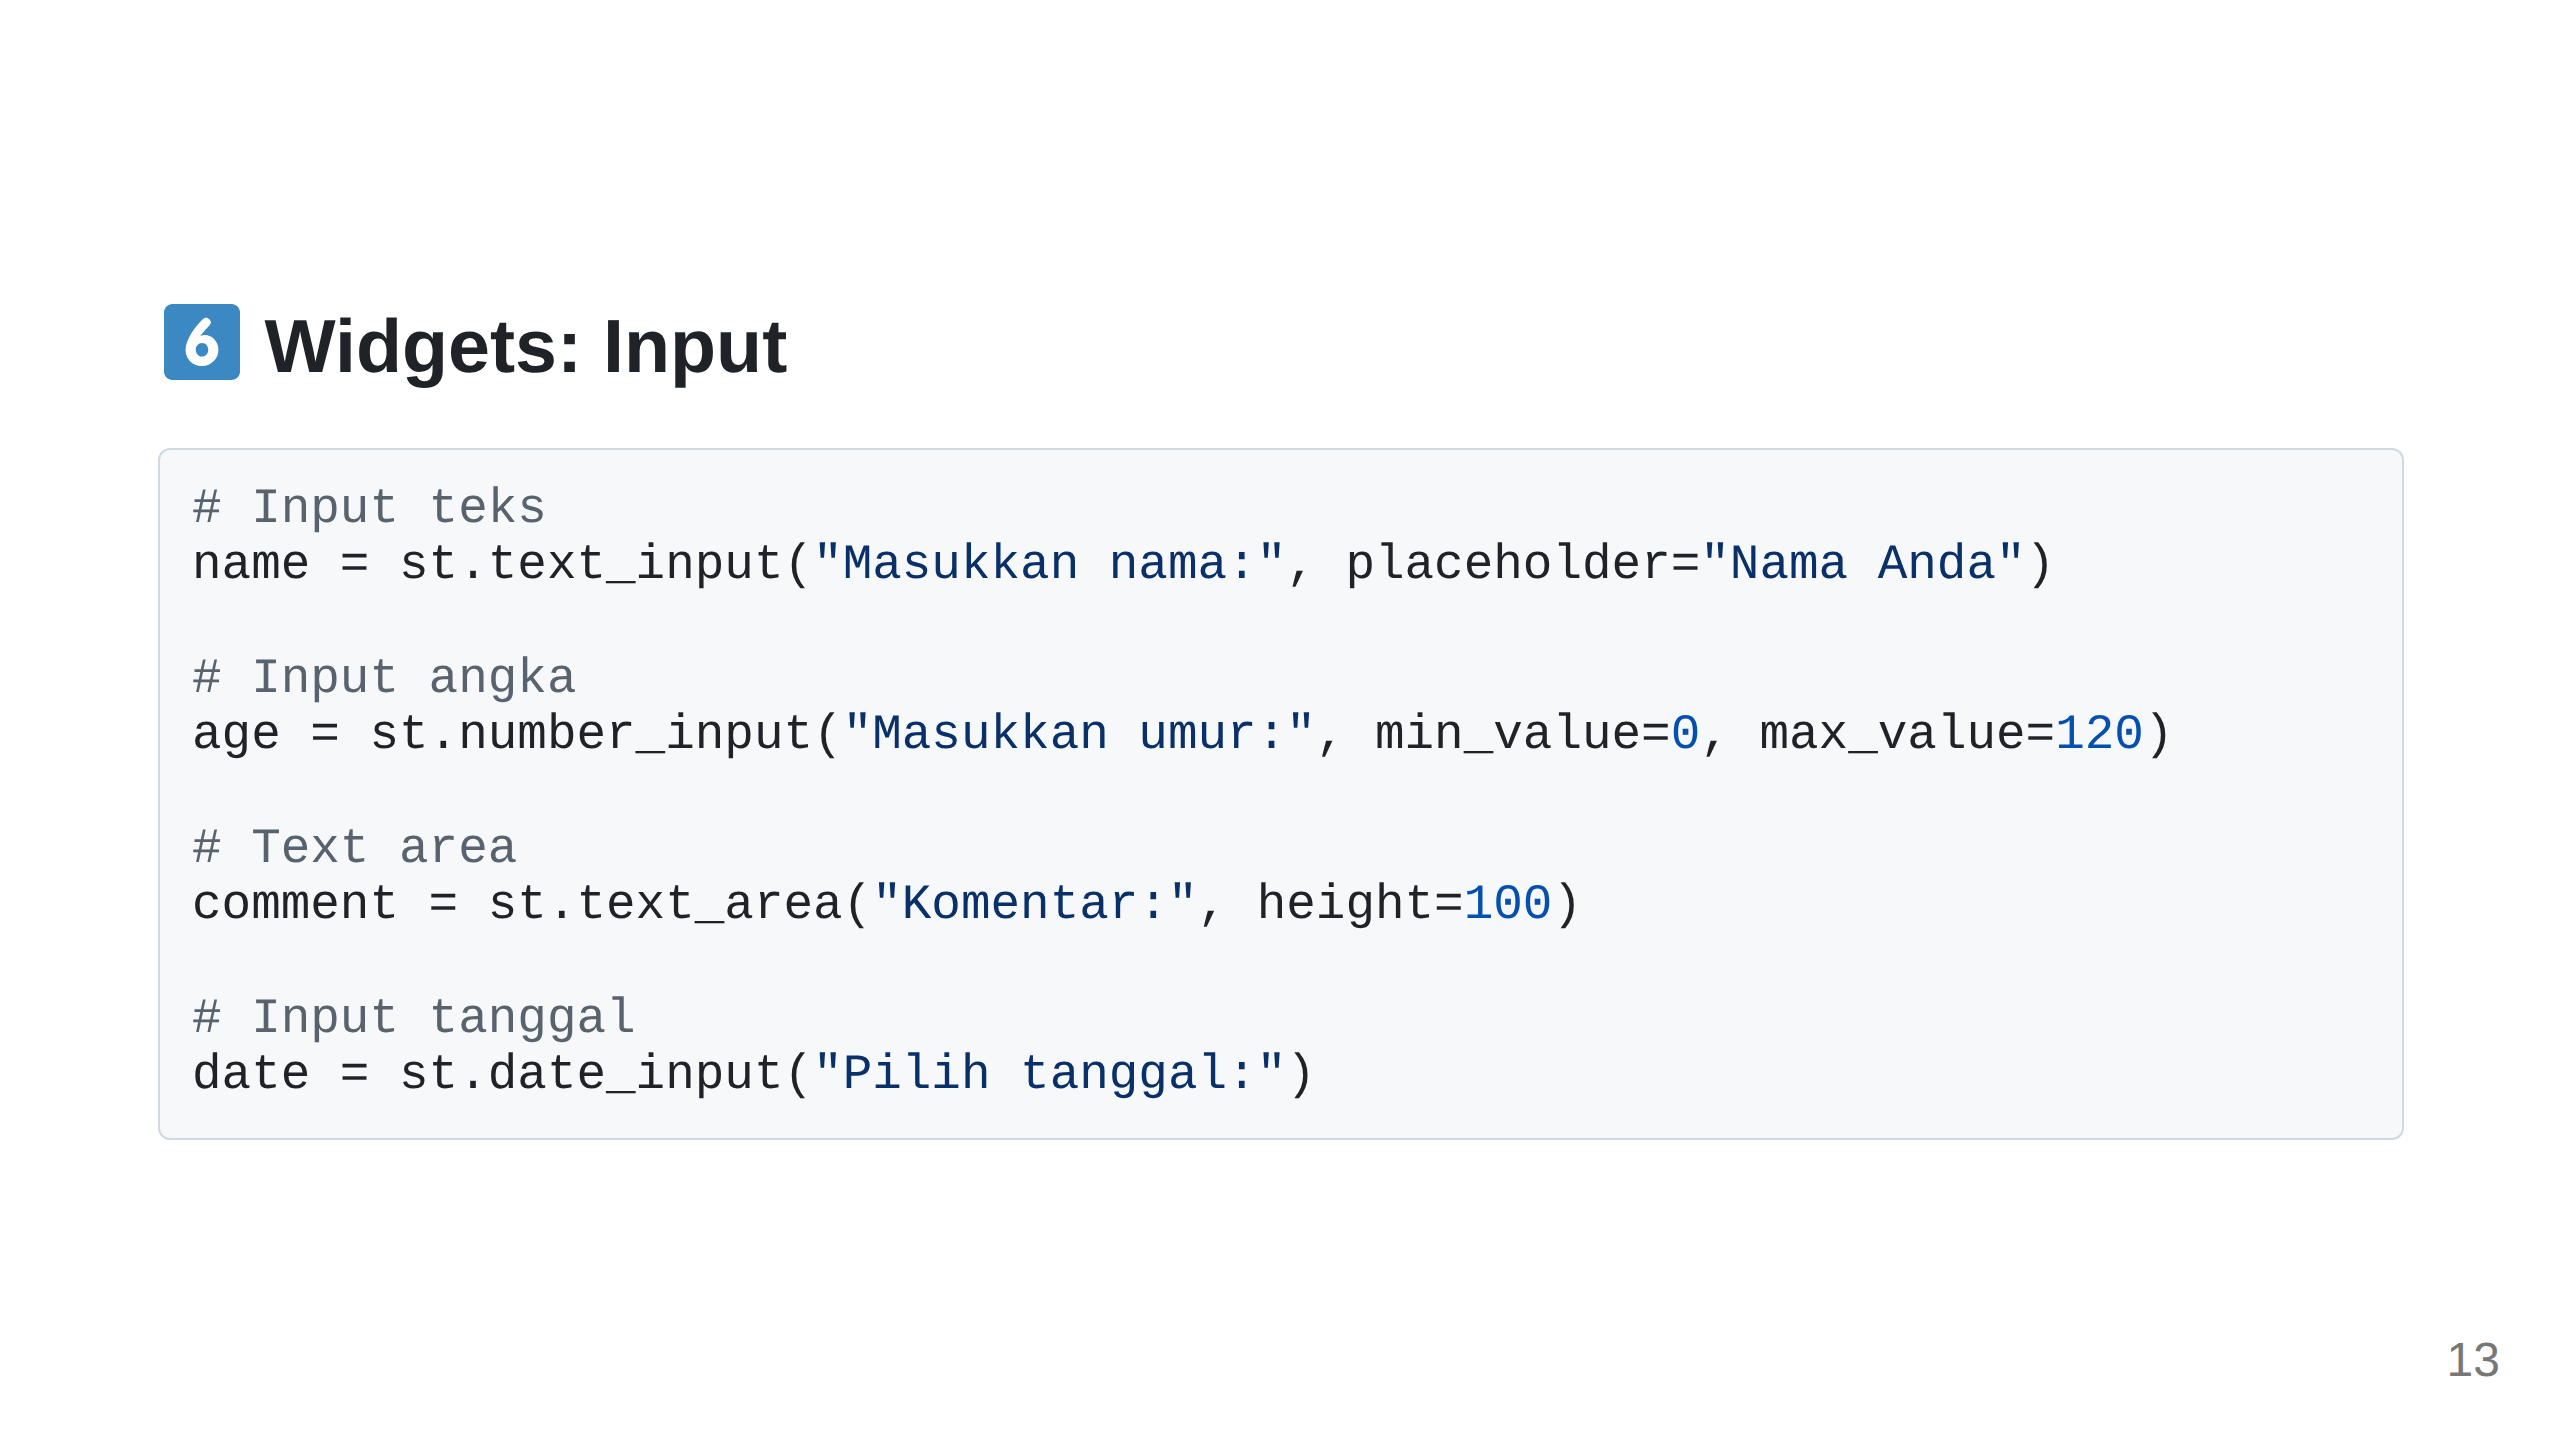 6 Widgets: Input
# Input teks
name = st.text_input("Masukkan nama:", placeholder="Nama Anda")
# Input angka
age = st.number_input("Masukkan umur:", min_value=0, max_value=120)
# Text area
comment = st.text_area("Komentar:", height=100)
# Input tanggal
date = st.date_input("Pilih tanggal:")
13